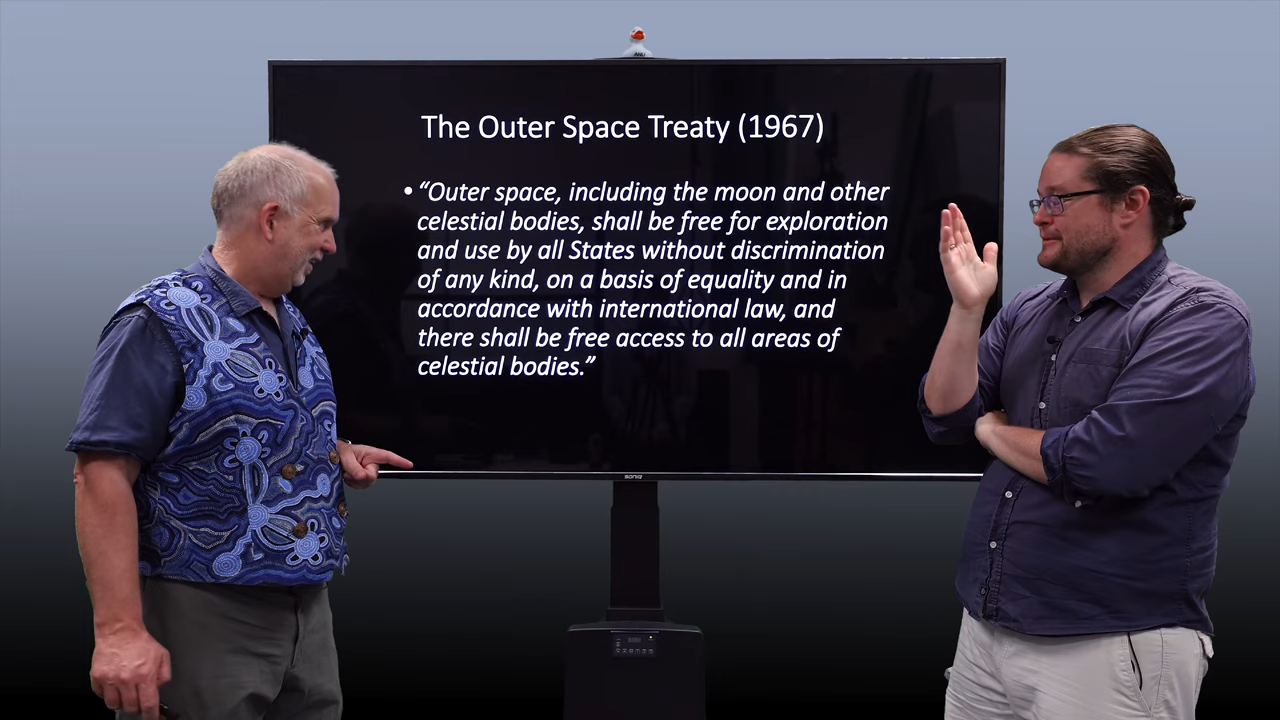 ANU
The Outer Space Treaty (1967)
• “Outer space, including the moon and other
celestial bodies, shall be free for exploration
and use by all States without discrimination
of any kind, on a basis of equality and in
accordance with international law, and
there shall be free access to all areas of
celestial bodies.”
soniq